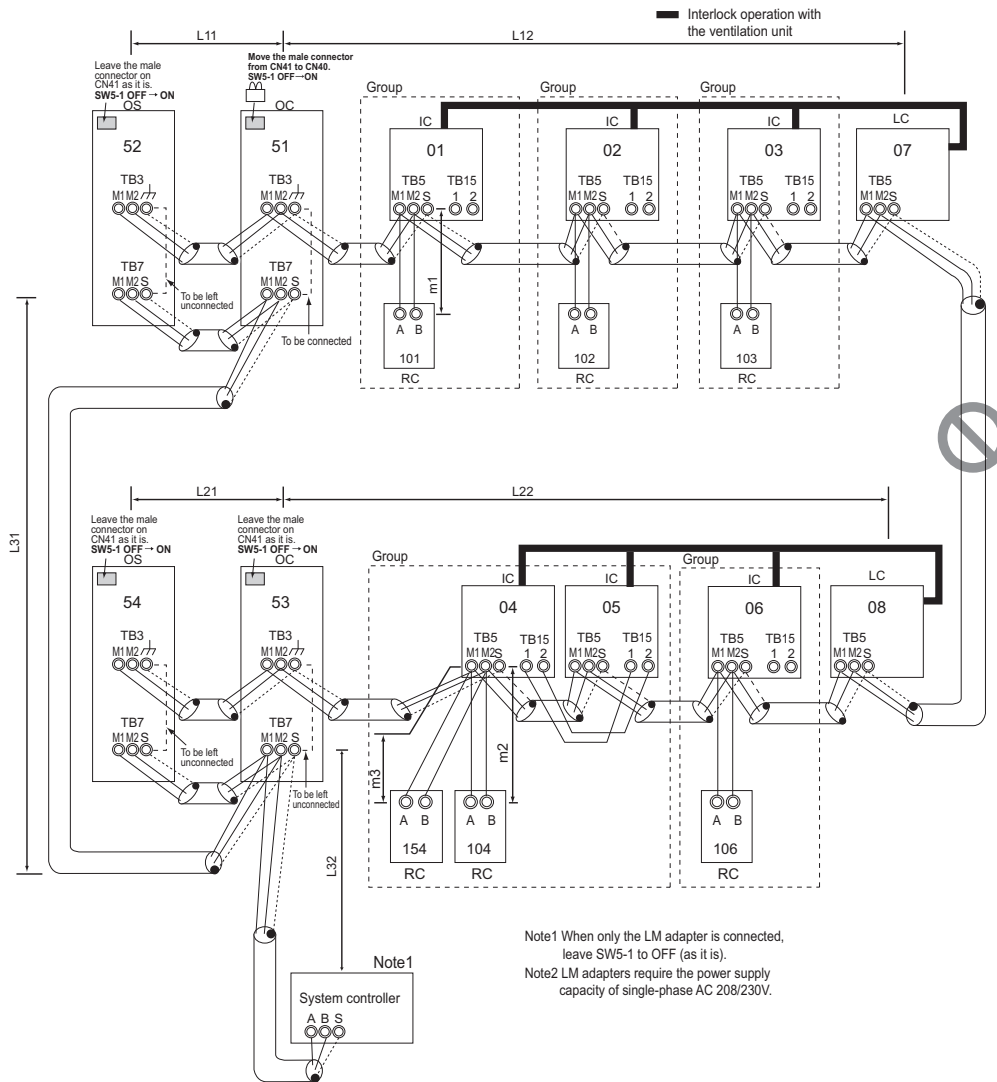 Interlock operation with
the ventilation unit
L11
L12
Leave the male
connector on
CN41 as it is.
SW5-1 OFF → ON
OS
Move the male connector
from CN41 to CN40.
SW5-1 OFF→ON
OC
Group
Group
Group
IC
IC
IC
LC
52
51
01
02
03
07
TB3
TB3
TB5
TB15
TB5
TB15
TB5
TB15
TB5
M1 M2
M1 M2
M1 M2 S
1 2
M1 M2 S
1 2
M1 M2 S
1 2
M1 M2 S
TB7
TB7
M1 M2 S
M1 M2 S
To be left
unconnected
To be connected
m1
A B
101
RC
A B
102
RC
A B
103
RC
L31
L21
L22
Leave the male
connector on
CN41 as it is.
SW5-1 OFF → ON
OS
Leave the male
connector on
CN41 as it is.
SW5-1 OFF → ON
OC
Group
Group
IC
IC
IC
LC
54
53
04
05
06
08
TB3
TB3
TB5
TB15
TB5
TB15
TB5
TB15
TB5
M1 M2
M1 M2
M1 M2 S
1 2
M1 M2 S
1 2
M1 M2 S
1 2
M1 M2 S
TB7
TB7
M1 M2 S
M1 M2 S
To be left
unconnected
To be left
unconnected
m3
m2
A B
154
RC
A B
104
RC
A B
106
RC
L32
Note1 When only the LM adapter is connected,
leave SW5-1 to OFF (as it is).
Note2 LM adapters require the power supply
capacity of single-phase AC 208/230V.
Note1
System controller
A B S